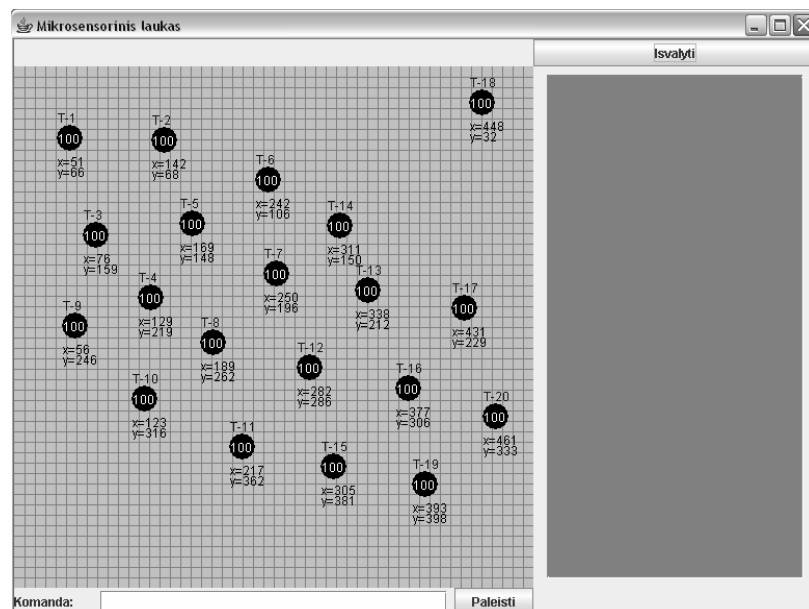 Mikrosensorinis laukas
Isvalyti
T-18
100
x=448
y=32
T-1
100
x=51
y=66
T-2
100
x=142
y=68
T-6
100
x=242
y=106
T-5
100
x=169
y=148
T-14
100
x=311
y=150
T-3
100
x=76
y=159
T-7
100
x=250
y=196
T-13
100
x=338
y=212
T-4
100
x=129
y=219
T-17
100
x=431
y=229
T-9
100
x=56
y=246
T-8
100
x=189
y=262
T-12
100
x=282
y=286
T-16
100
x=377
y=306
T-10
100
x=123
y=316
T-20
100
x=461
y=333
T-11
100
x=217
y=362
T-15
100
x=305
y=381
T-19
100
x=393
y=398
Komanda:
Paleisti